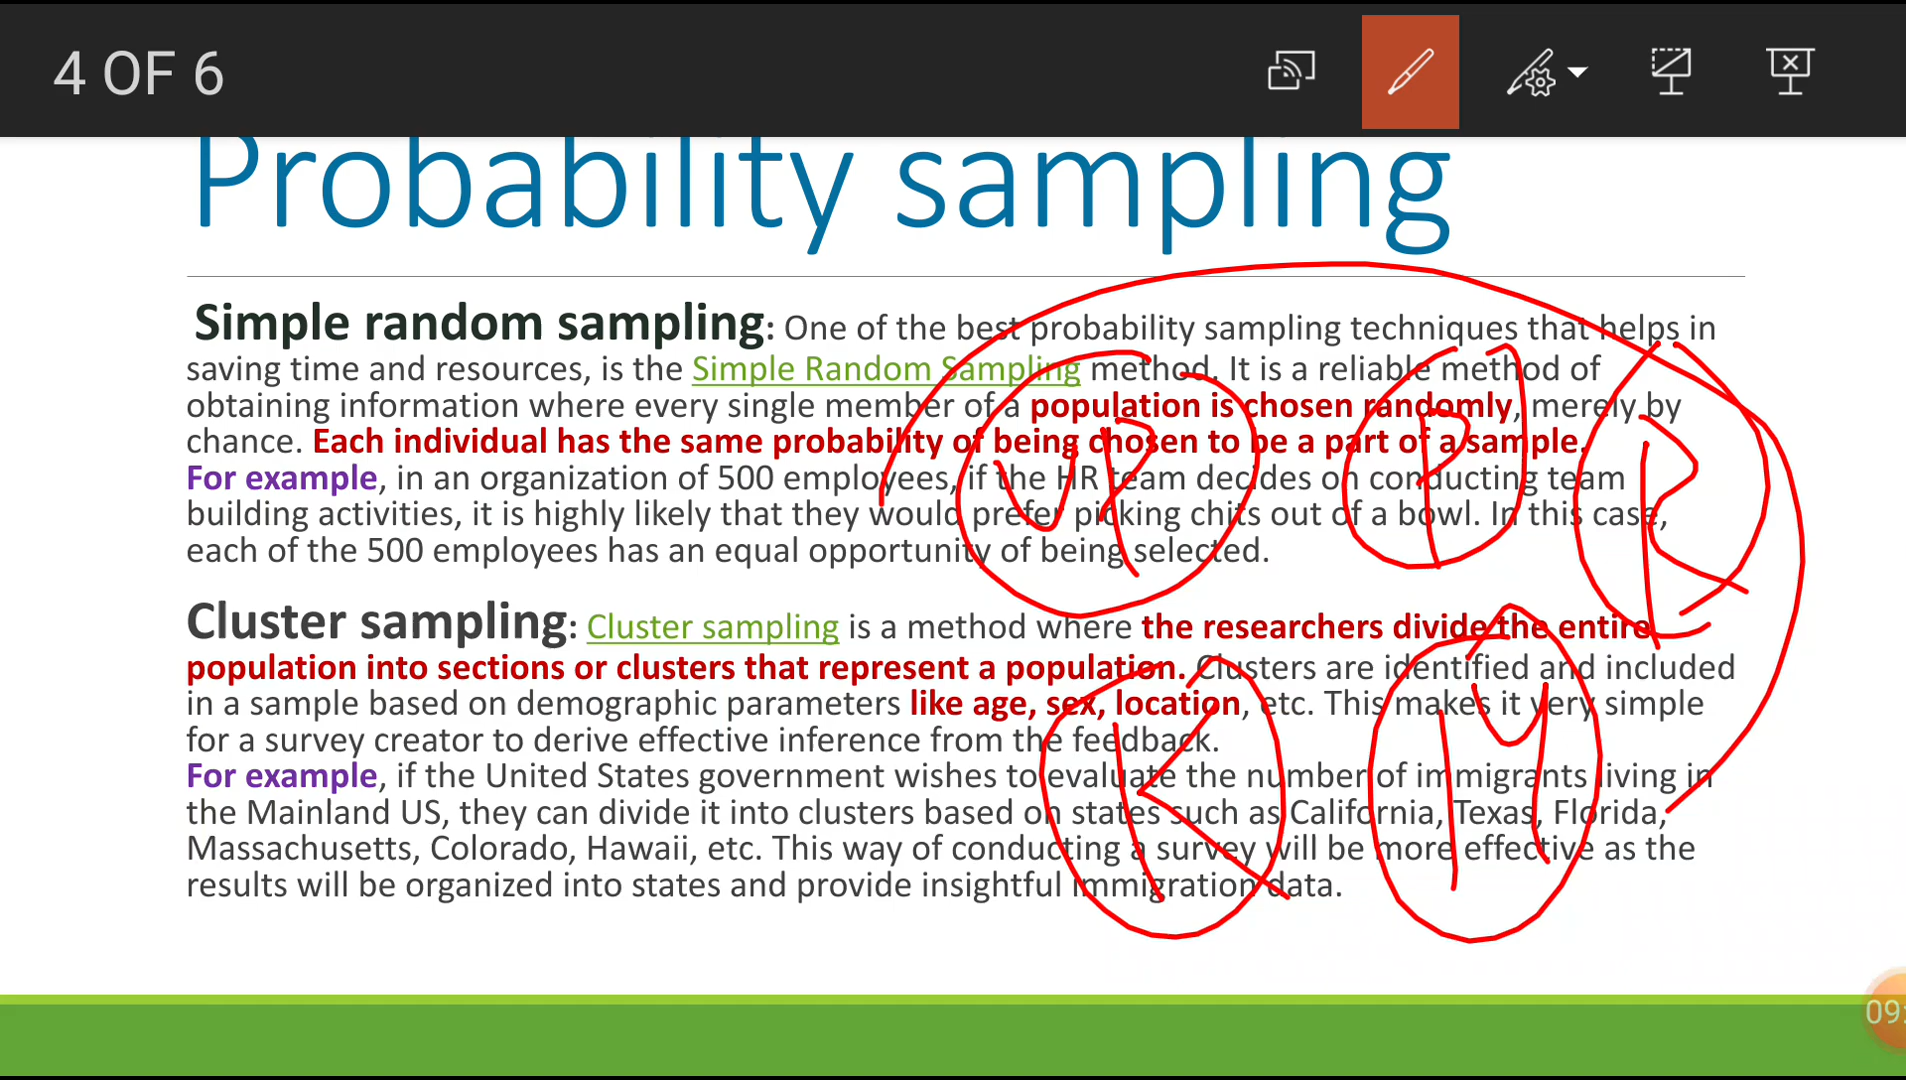 4 OF 6
Probability sampling
Simple random sampling: One of the best probability sampling techniques that helps in
saving time and resources, is the Simple Random Sampling method. It is a reliable method of
obtaining information where every single member of a population is chosen randomly, merely by
chance. Each individual has the same probability of being chosen to be a part of a sample.
For example, in an organization of 500 employees, if the HR team decides on conducting team
building activities, it is highly likely that they would prefer picking chits out of a bowl. In this case,
each of the 500 employees has an equal opportunity of being selected.
UP
P
R
Cluster sampling: Cluster sampling is a method where the researchers divide the entire
population into sections or clusters that represent a population. Clusters are identified and included
in a sample based on demographic parameters like age, sex, location, etc. This makes it very simple
for a survey creator to derive effective inference from the feedback.
For example, if the United States government wishes to evaluate the number of immigrants living in
the Mainland US, they can divide it into clusters based on states such as California, Texas, Florida,
Massachusetts, Colorado, Hawaii, etc. This way of conducting a survey will be more effective as the
results will be organized into states and provide insightful immigration data.
K
M
09: